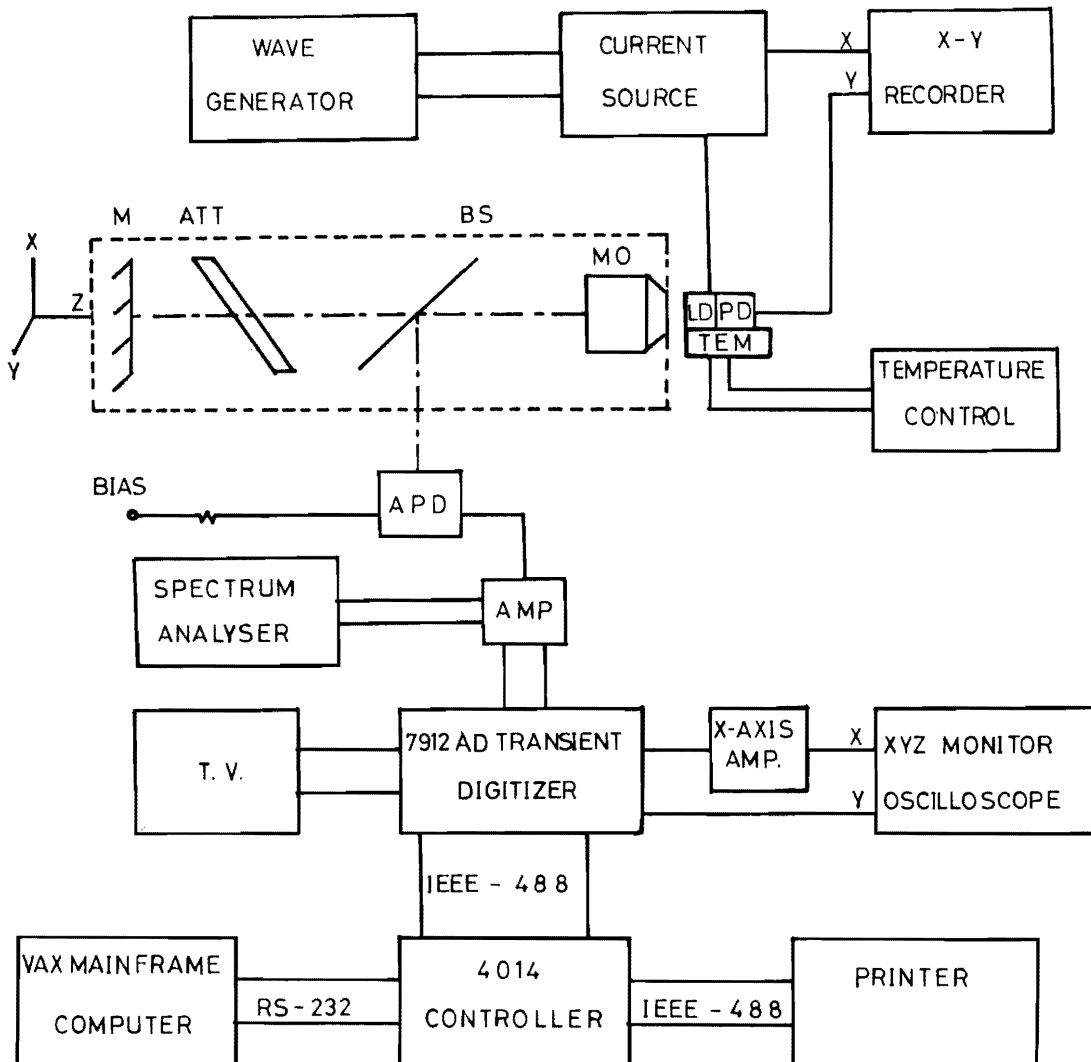 WAVE
GENERATOR
CURRENT
SOURCE
X
Y
X-Y
RECORDER
M
ATT
BS
MO
X
Z
Y
LD PD
TEM
TEMPERATURE
CONTROL
BIAS
APD
SPECTRUM
ANALYSER
AMP
T. V.
7912 AD TRANSIENT
DIGITIZER
X-AXIS
AMP.
X
Y
XYZ MONITOR
OSCILLOSCOPE
IEEE - 488
VAX MAINFRAME
COMPUTER
RS-232
4014
CONTROLLER
IEEE - 488
PRINTER